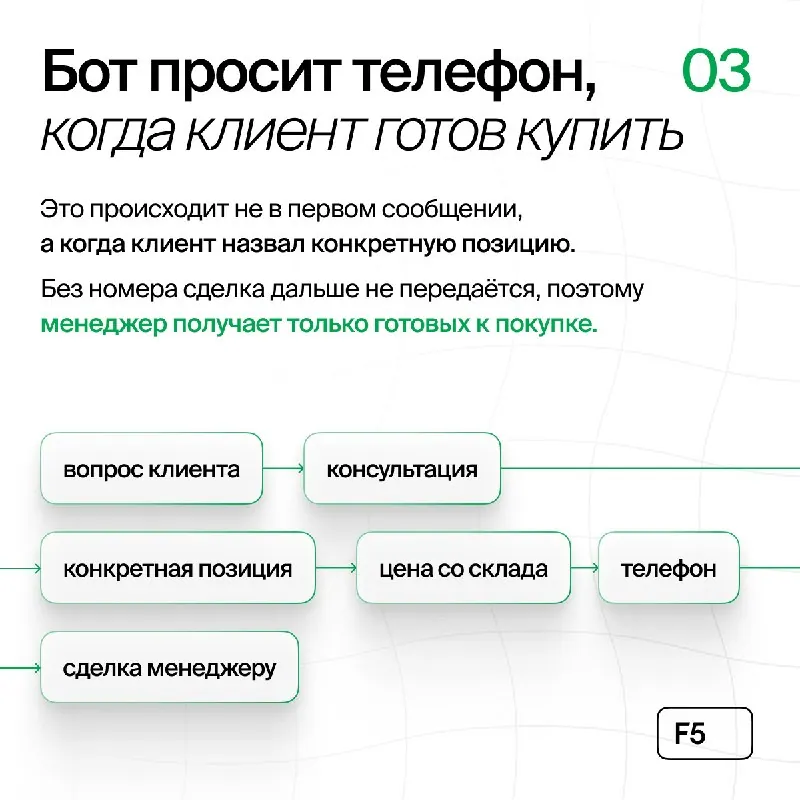 Бот просит телефон,
03
когда клиент готов купить
Это происходит не в первом сообщении,
а когда клиент назвал конкретную позицию.
Без номера сделка дальше не передаётся, поэтому
менеджер получает только готовых к покупке.
вопрос клиента
консультация
конкретная позиция
цена со склада
телефон
сделка менеджеру
F5